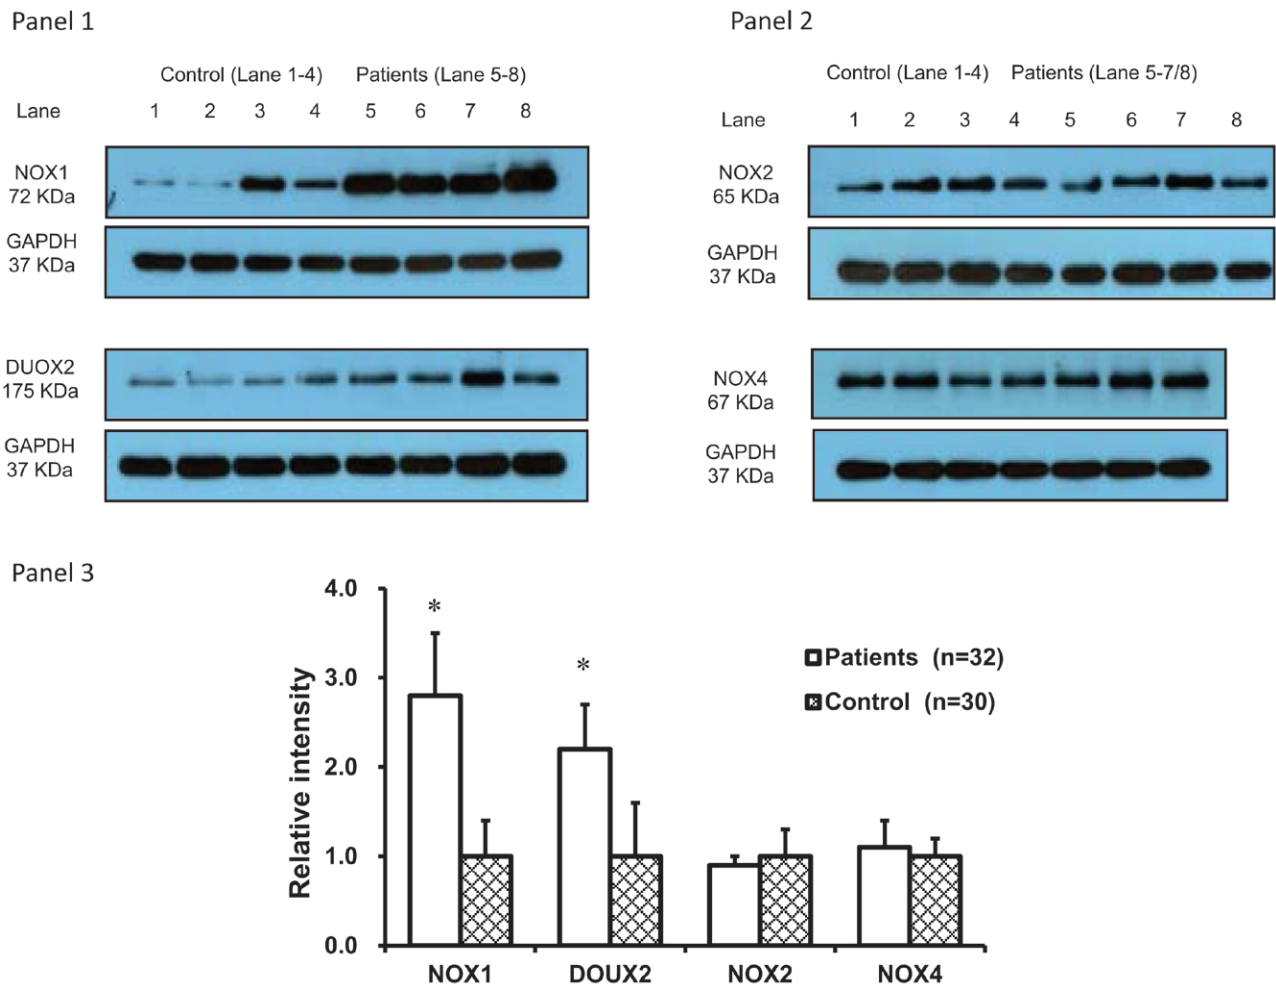 Panel 1
Control (Lane 1-4) Patients (Lane 5-8)
Lane 1 2 3 4 5 6 7 8
NOX1
72 KDa
GAPDH
37 KDa
DUOX2
175 KDa
GAPDH
37 KDa
Panel 2
Control (Lane 1-4) Patients (Lane 5-7/8)
Lane 1 2 3 4 5 6 7 8
NOX2
65 KDa
GAPDH
37 KDa
NOX4
67 KDa
GAPDH
37 KDa
Panel 3
Relative intensity
4.0
3.0
2.0
1.0
0.0
*
*
Patients (n=32)
Control (n=30)
NOX1 DOUX2 NOX2 NOX4